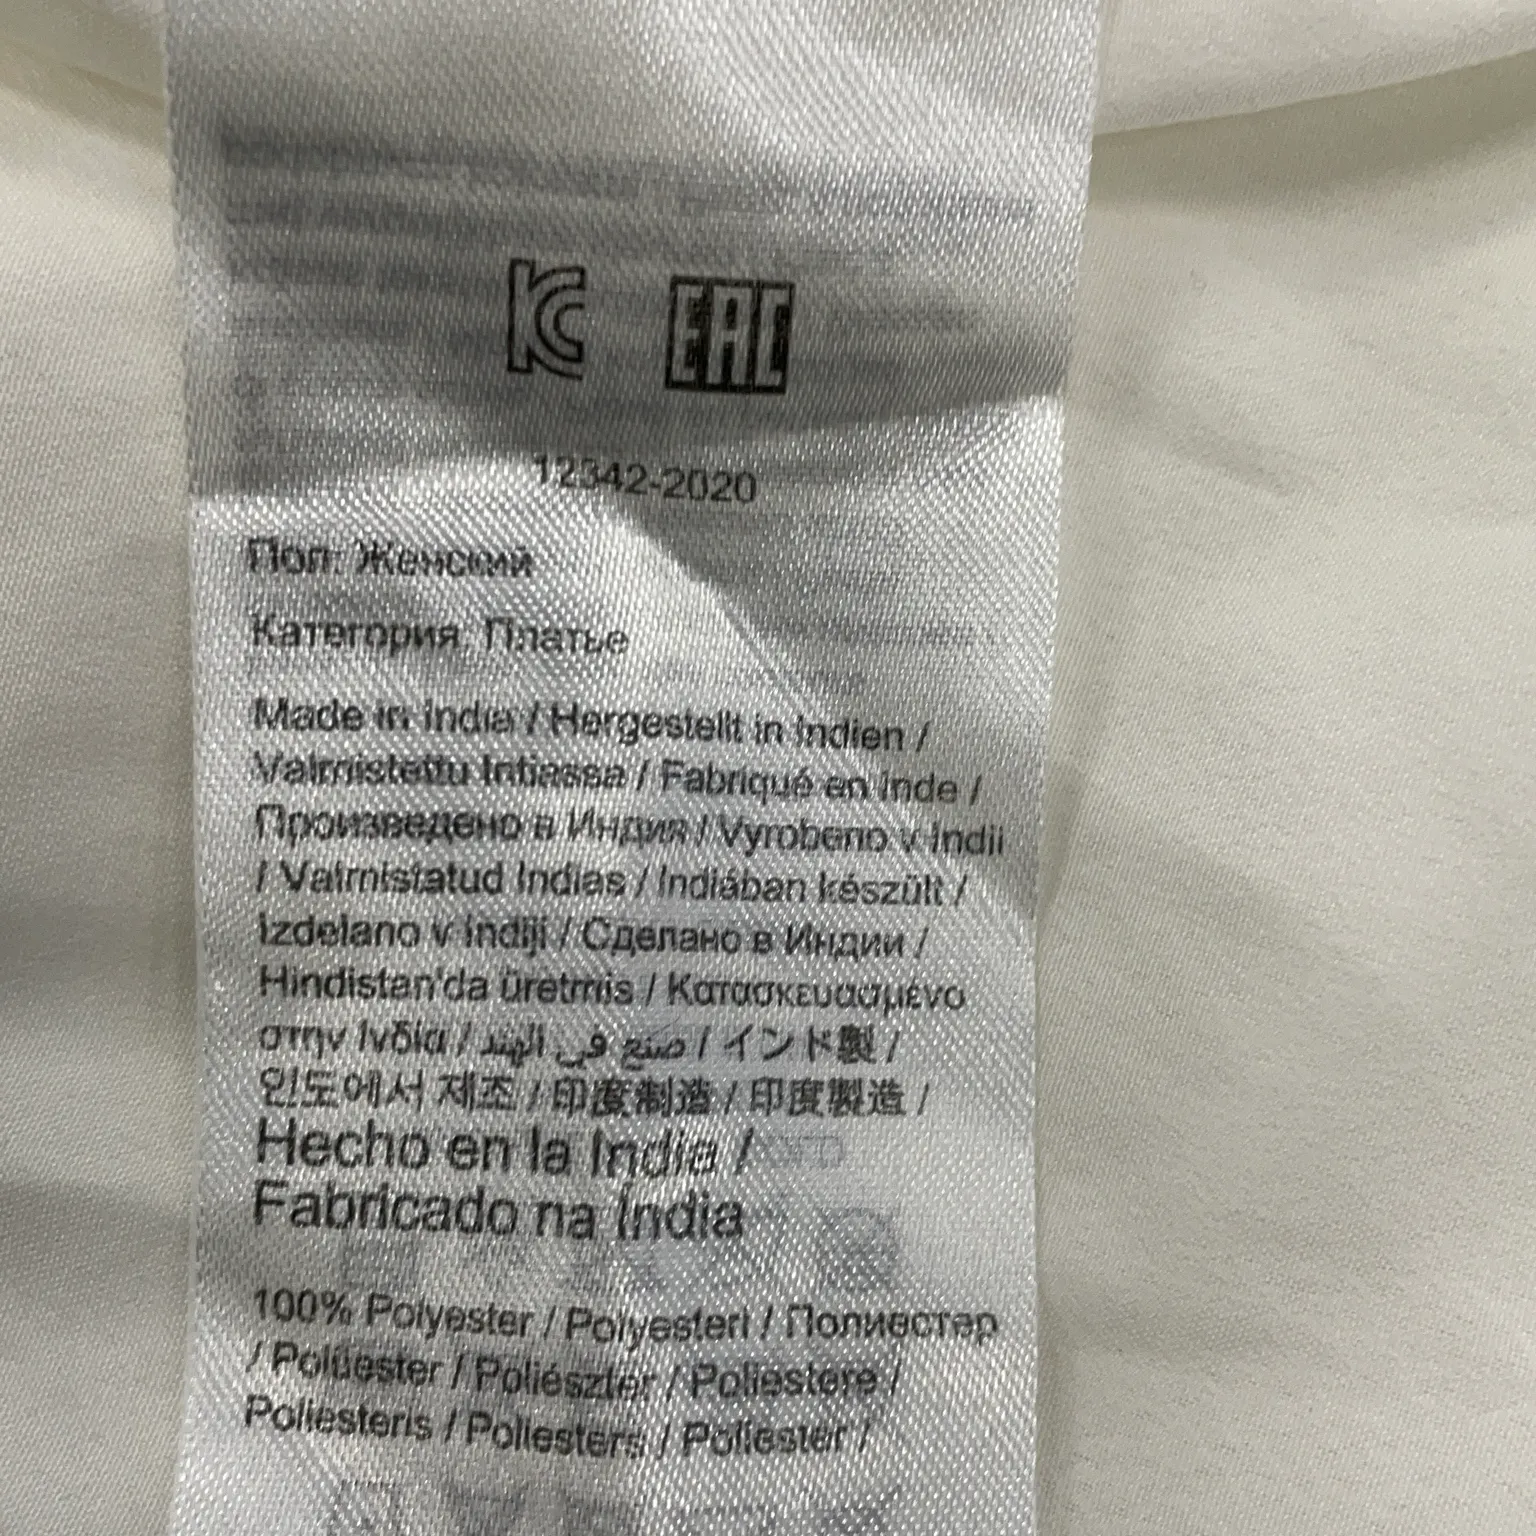 KC EAC
12342-2020
Пол: Женский
Категория: Платье
Made in India / Hergestellt in Indien /
Valmistettu Intiassa / Fabriqué en Inde /
Произведено в Индия / Vyrobeno v Indii
/ Valmistatud Indias / Indiában készült /
Izdelano v Indiji / Сделано в Индии /
Hindistan'da üretmis / Κατασκευασμένο
στην Ινδία / صنع في الهند / インド製 /
인도에서 제조 / 印度制造 / 印度製造 /
Hecho en la India /
Fabricado na Índia
100% Polyester / Polyesteri / Полиестер
/ Polüester / Poliészter / Poliestere /
Poliesteris / Poliesters / Poliester /